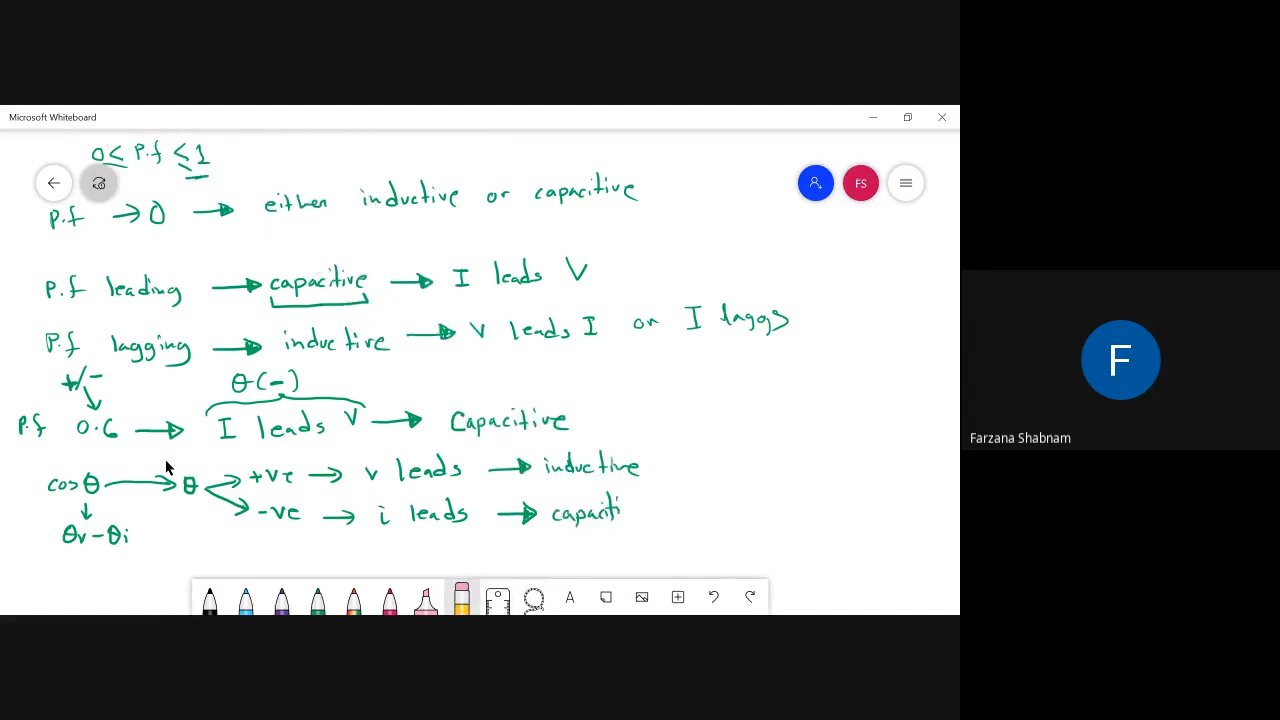 Microsoft Whiteboard
0 ≤ P.f ≤ 1
FS
P.f → 0 → either inductive or capacitive
P.f leading → capacitive → I leads V
P.f lagging → inductive → V leads I or I laggs
+/- θ(-)
P.f 0.6 → I leads V → Capacitive
cos θ → θ → +ve → v leads → inductive
-ve → i leads → capaciti
θv - θi
A
F
Farzana Shabnam